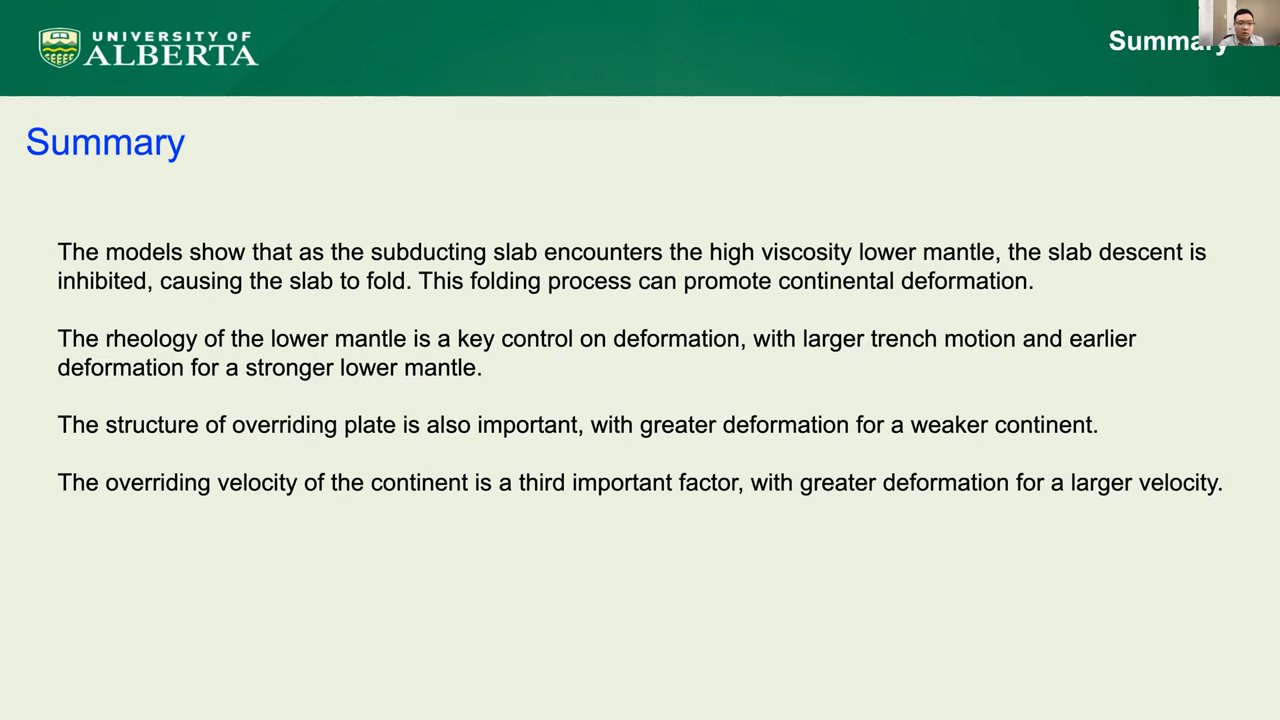 UNIVERSITY OF
ALBERTA
Summary
Summary
The models show that as the subducting slab encounters the high viscosity lower mantle, the slab descent is
inhibited, causing the slab to fold. This folding process can promote continental deformation.
The rheology of the lower mantle is a key control on deformation, with larger trench motion and earlier
deformation for a stronger lower mantle.
The structure of overriding plate is also important, with greater deformation for a weaker continent.
The overriding velocity of the continent is a third important factor, with greater deformation for a larger velocity.